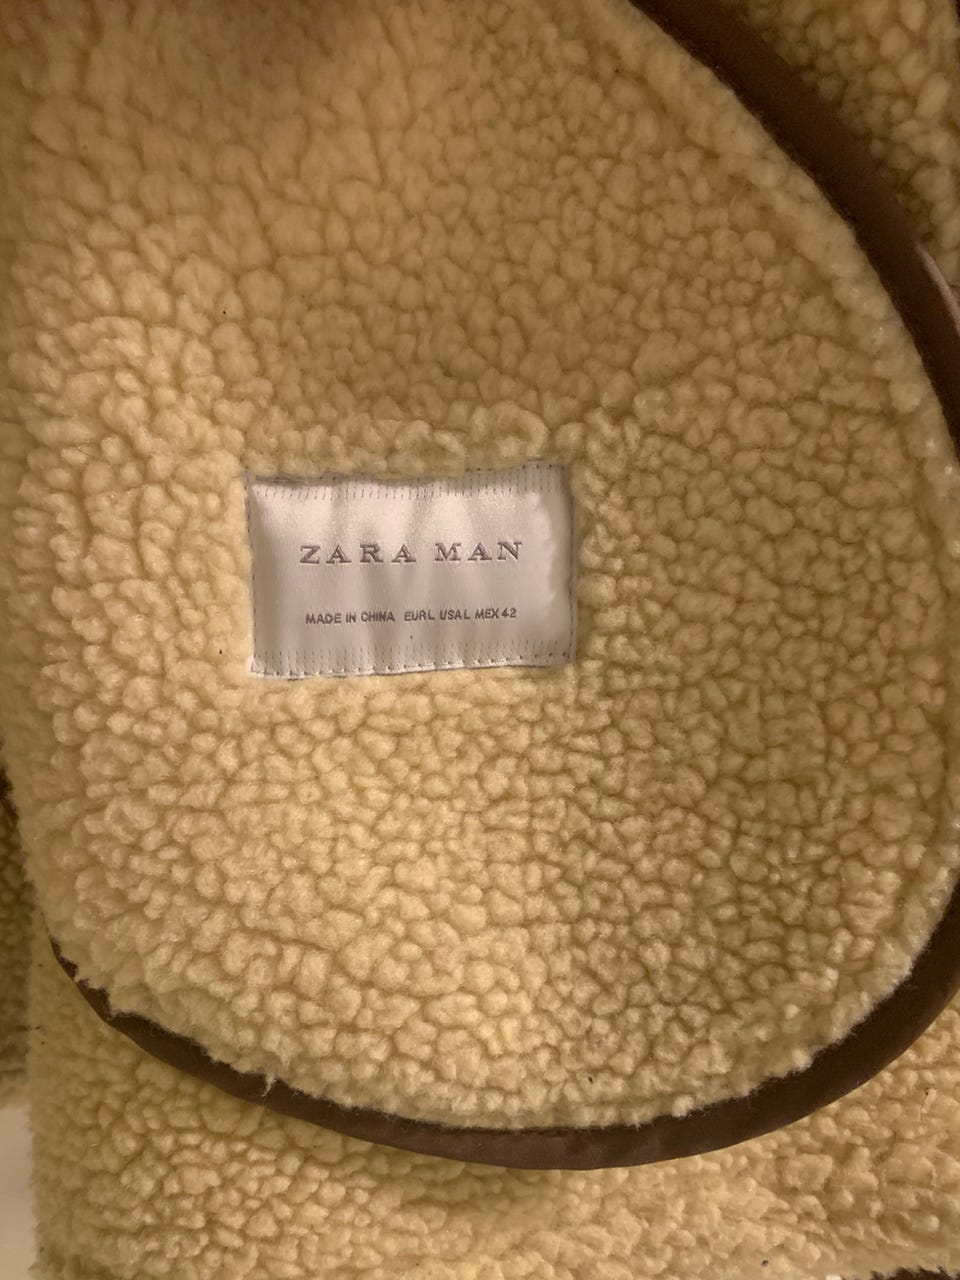 ZARA MAN
MADE IN CHINA EUR L USA L MEX 42